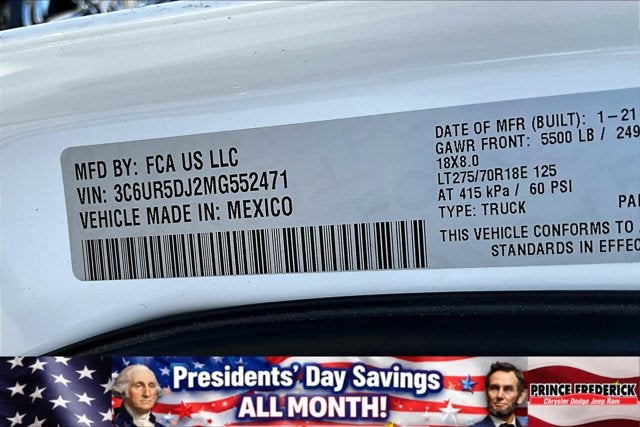 MFD BY: FCA US LLC
VIN: 3C6UR5DJ2MG552471
VEHICLE MADE IN: MEXICO
DATE OF MFR (BUILT): 1-21
GAWR FRONT: 5500 LB / 249
18X8.0
LT275/70R18E 125
AT 415 kPa / 60 PSI
TYPE: TRUCK
THIS VEHICLE CONFORMS TO
STANDARDS IN EFFEC
Presidents' Day Savings
ALL MONTH!
PRINCE FREDERICK
Chrysler Dodge Jeep Ram